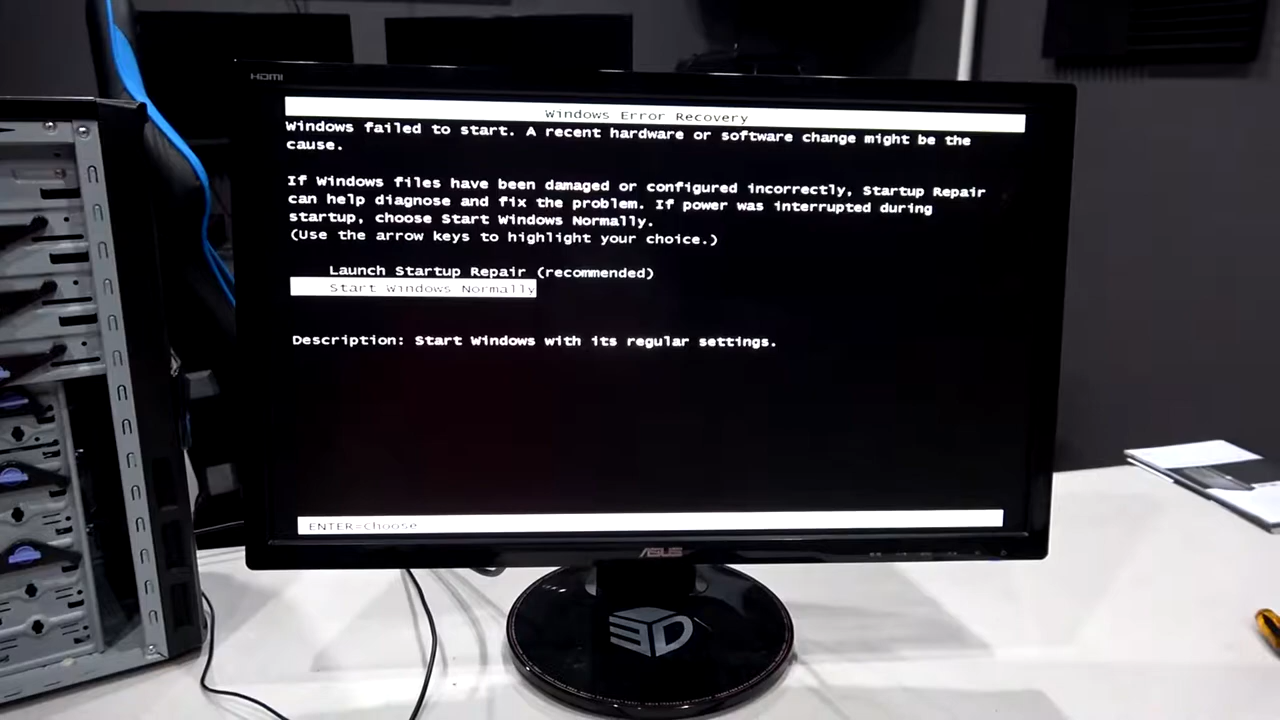 HDMI
Windows Error Recovery
Windows failed to start. A recent hardware or software change might be the
cause.
If Windows files have been damaged or configured incorrectly, Startup Repair
can help diagnose and fix the problem. If power was interrupted during
startup, choose Start Windows Normally.
(Use the arrow keys to highlight your choice.)
Launch Startup Repair (recommended)
Start Windows Normally
Description: Start Windows with its regular settings.
ENTER=Choose
ASUS
3D